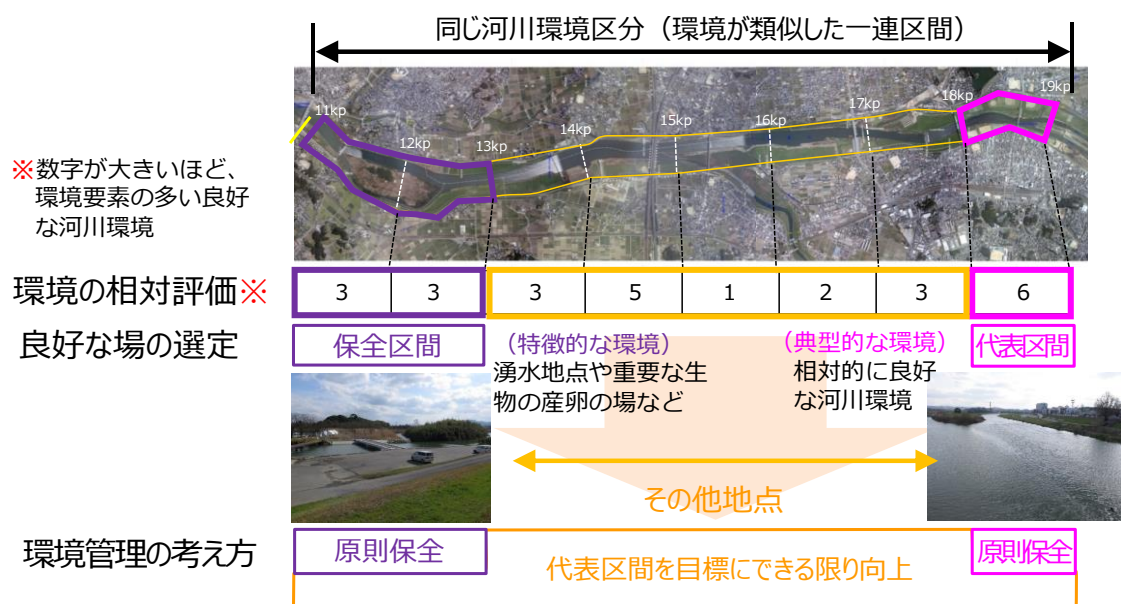 同じ河川環境区分（環境が類似した一連区間）
11kp
12kp
13kp
14kp
15kp
16kp
17kp
18kp
19kp
※数字が大きいほど、
環境要素の多い良好
な河川環境
環境の相対評価※
3 3 3 5 1 2 3 6
良好な場の選定
保全区間
（特徴的な環境）
湧水地点や重要な生
物の産卵の場など
（典型的な環境）
相対的に良好
な河川環境
代表区間
その他地点
環境管理の考え方
原則保全
代表区間を目標にできる限り向上
原則保全